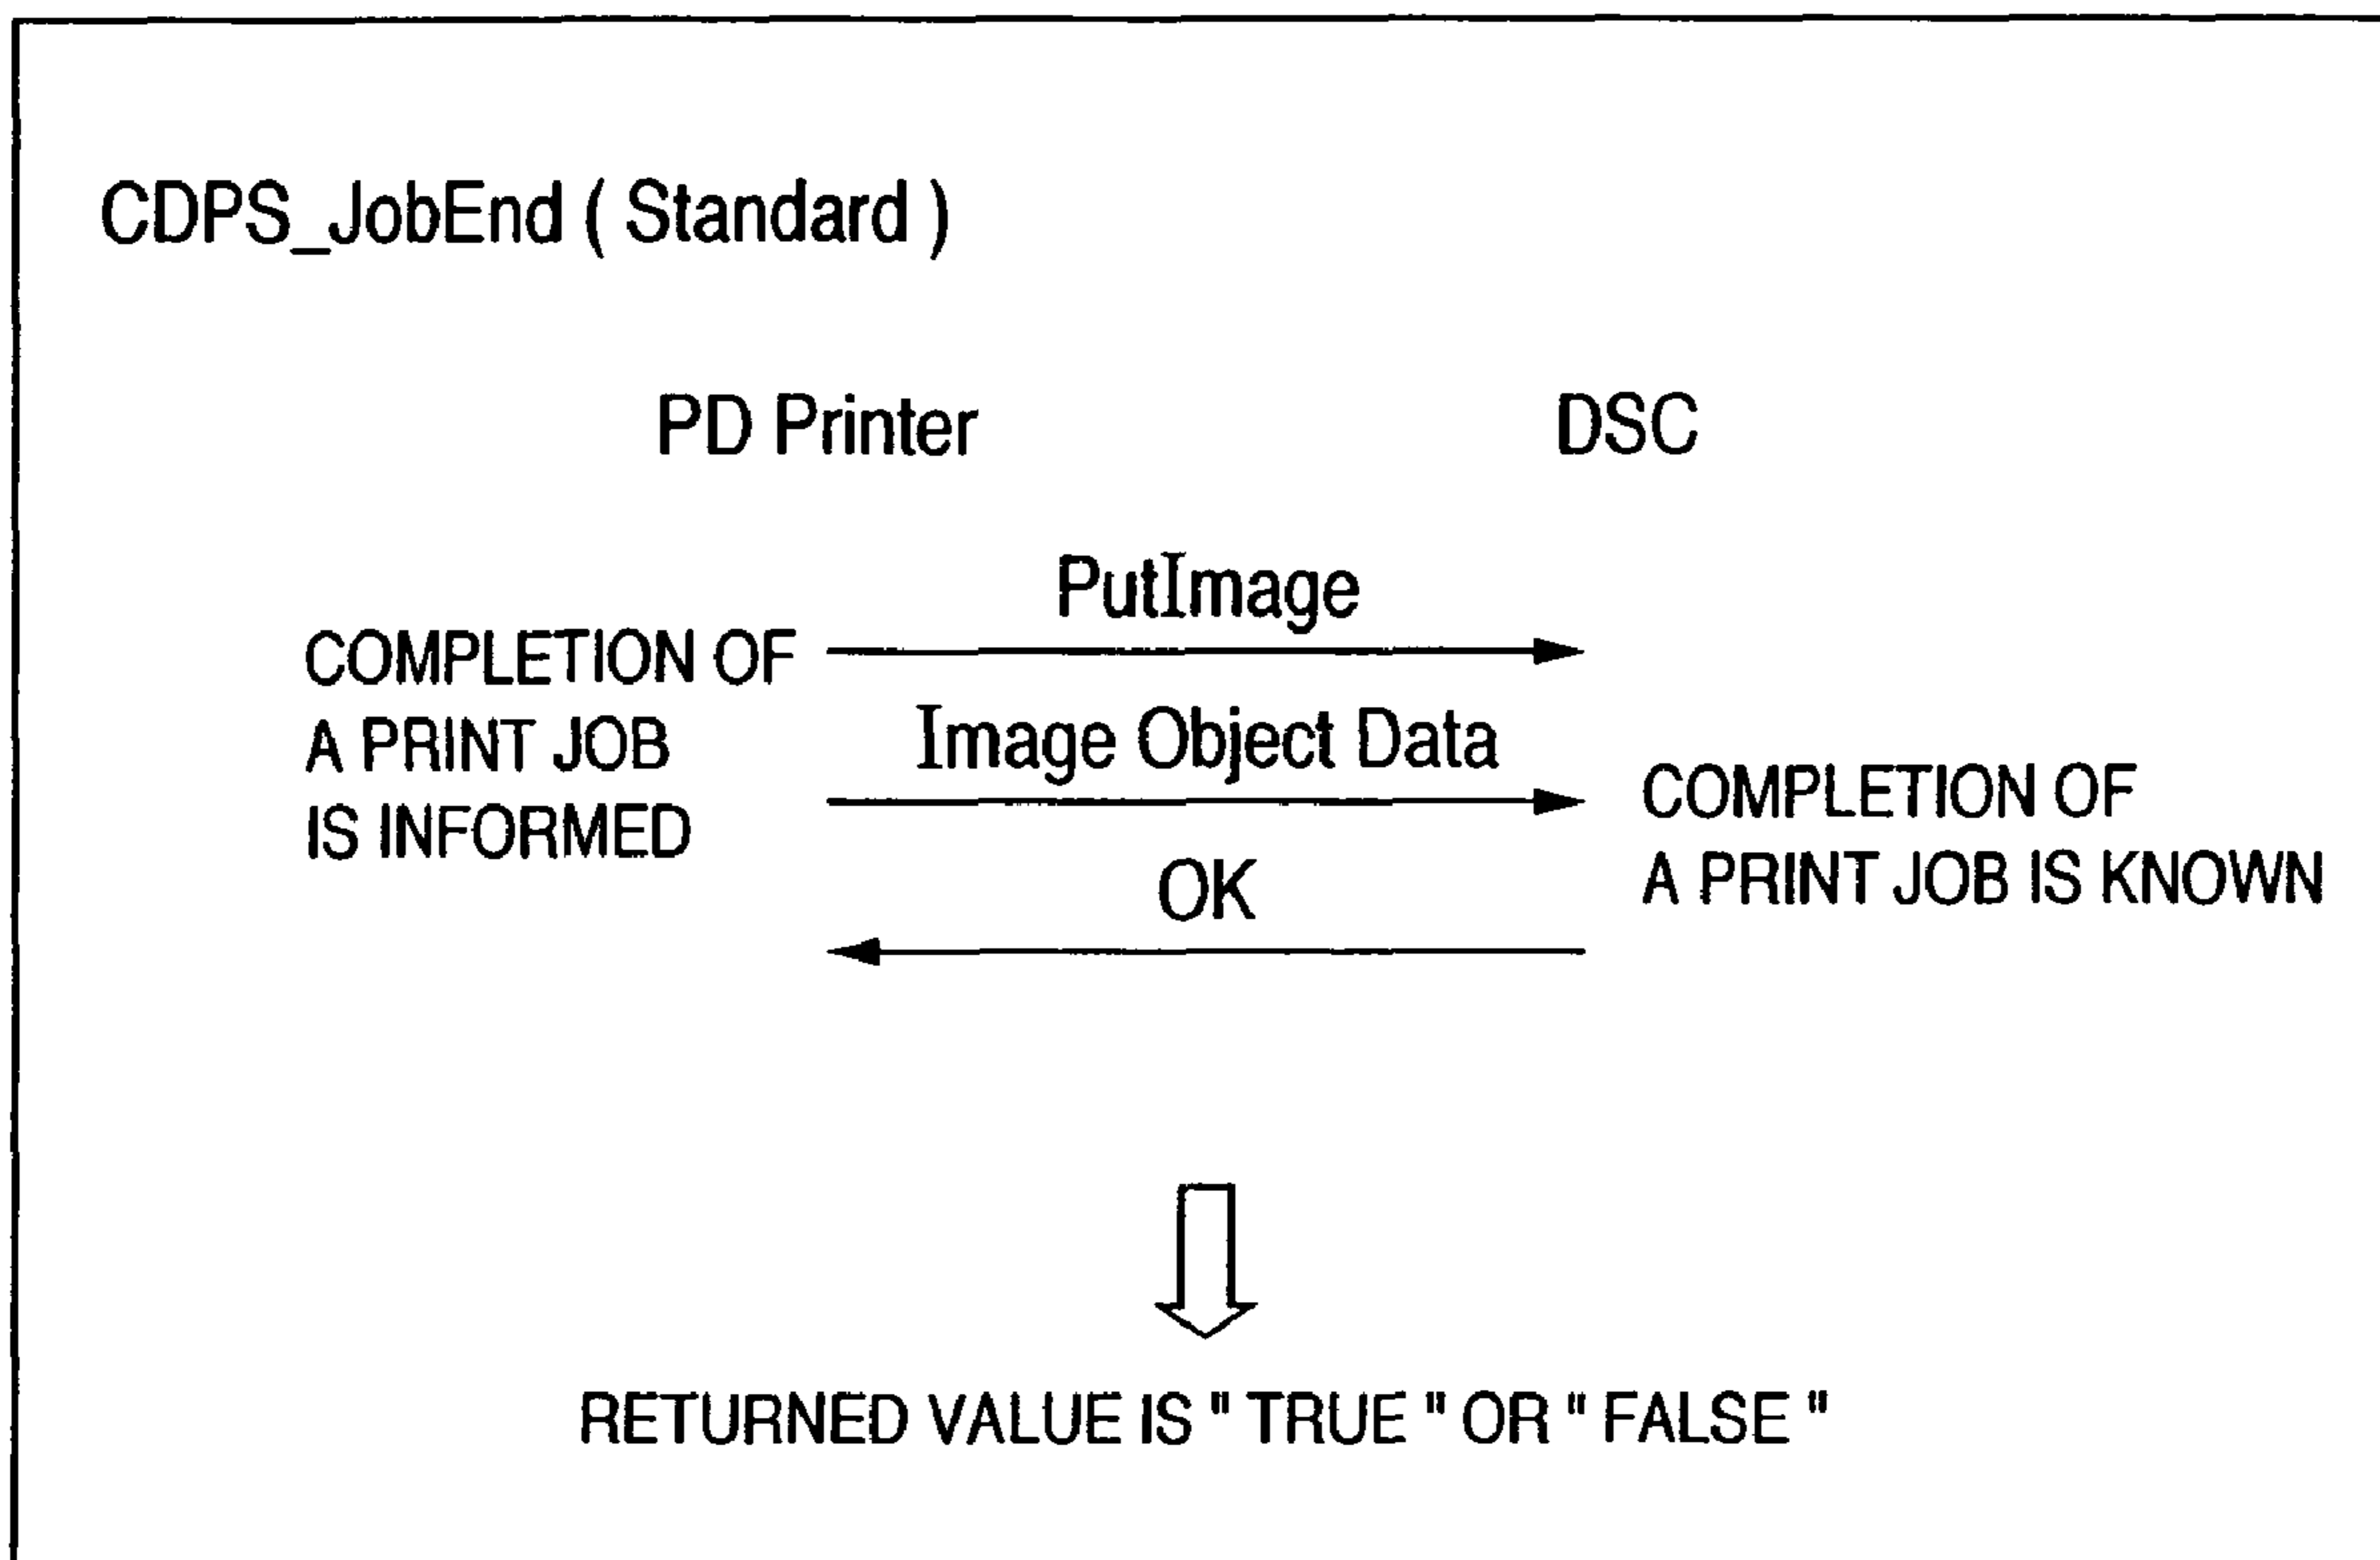 CDPS_JobEnd ( Standard )
PD Printer
DSC
PutImage
COMPLETION OF
A PRINT JOB
IS INFORMED
Image Object Data
COMPLETION OF
A PRINT JOB IS KNOWN
OK
RETURNED VALUE IS " TRUE " OR " FALSE "